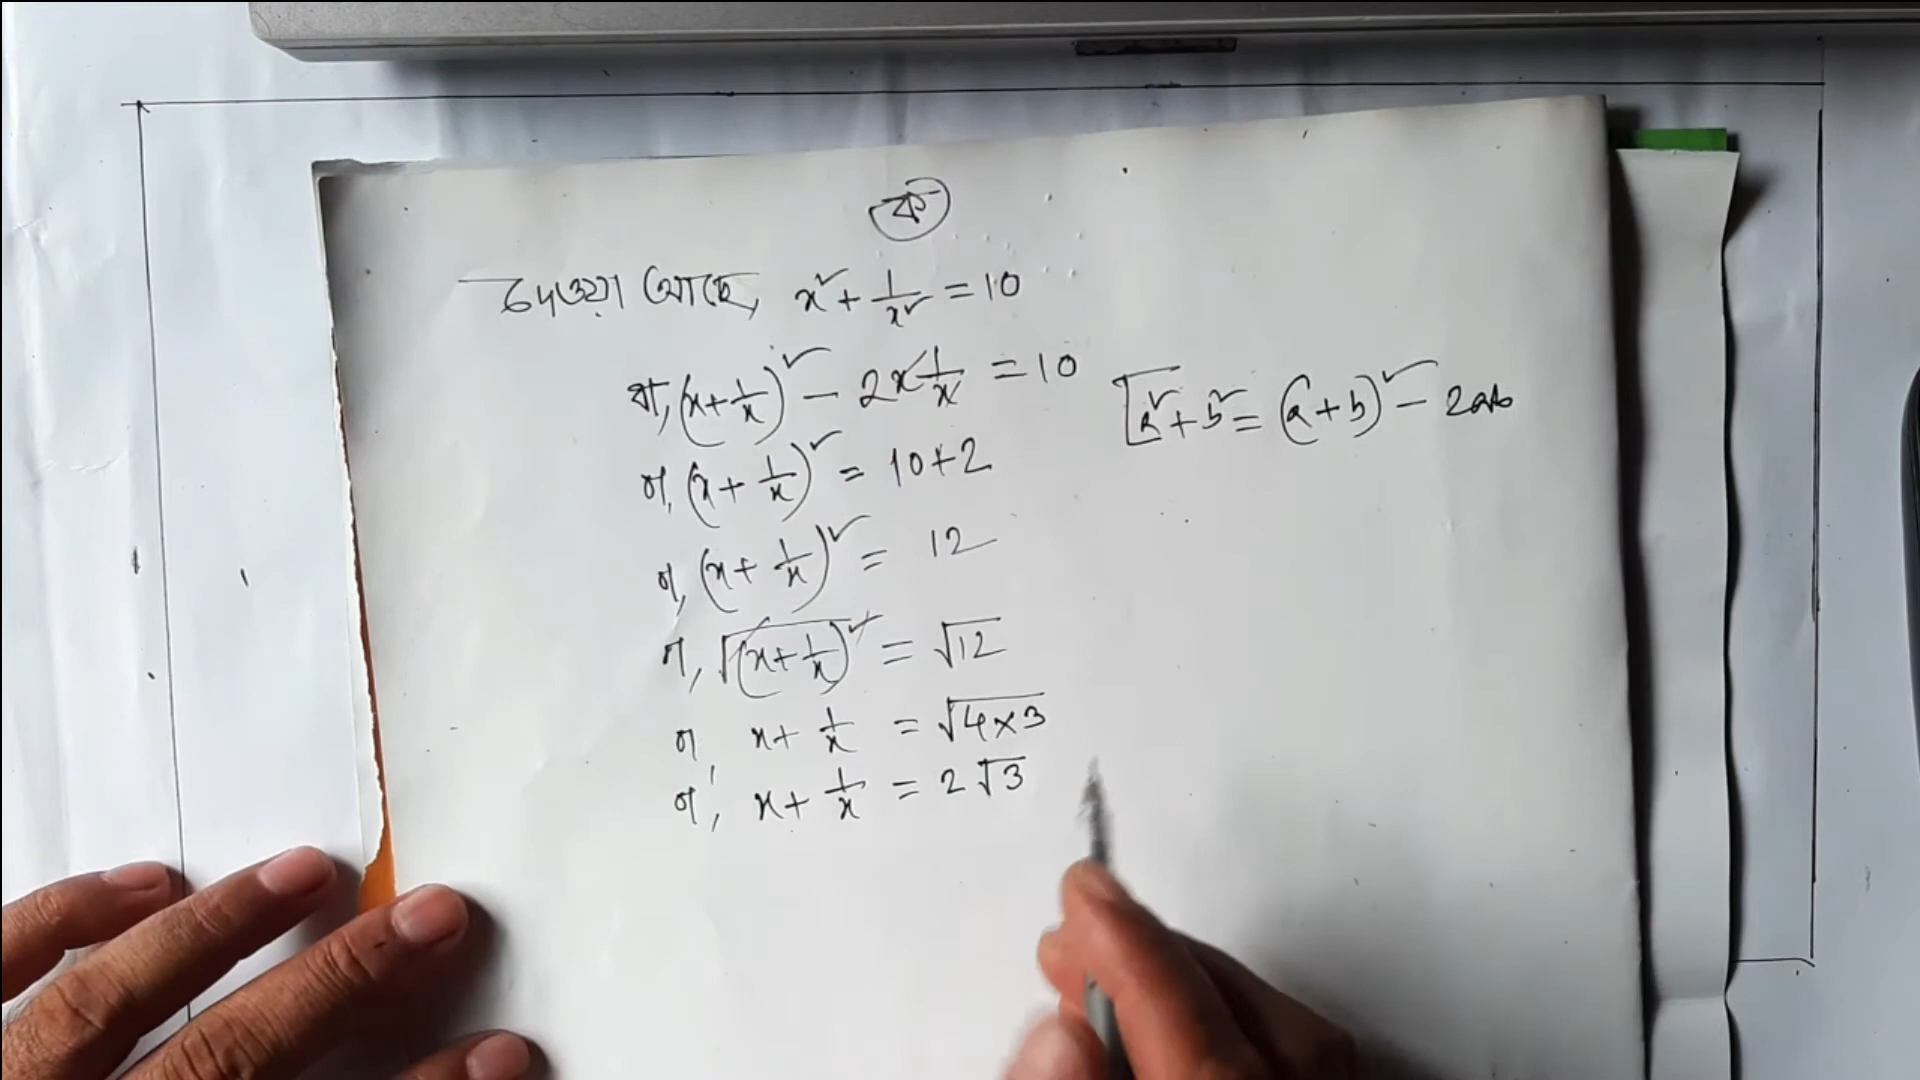 ক
দেওয়া আছে, x² + 1/x² = 10
বা, (x + 1/x)² − 2x 1/x = 10 [a² + b² = (a + b)² − 2ab
বা, (x + 1/x)² = 10+2
বা, (x + 1/x)² = 12
বা, √(x + 1/x)² = √12
বা, x + 1/x = √4×3
বা, x + 1/x = 2√3